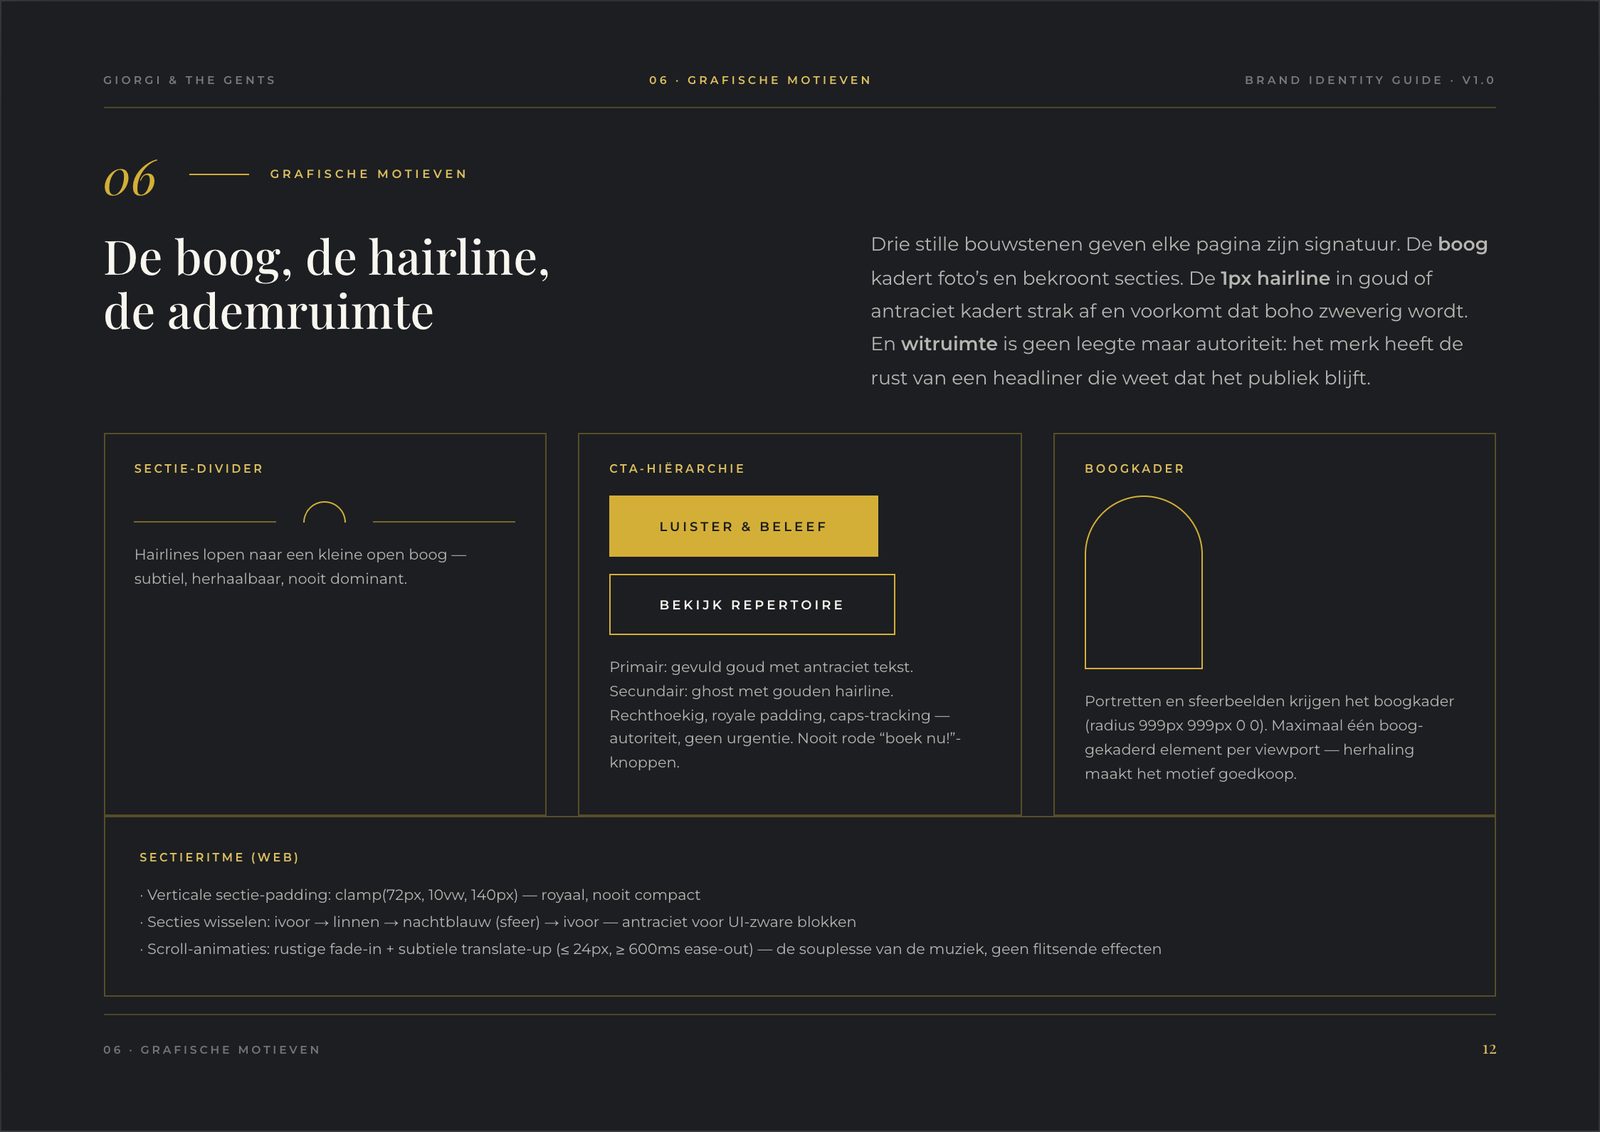 GIORGI & THE GENTS
06 · GRAFISCHE MOTIEVEN
BRAND IDENTITY GUIDE · V1.0
06
GRAFISCHE MOTIEVEN
De boog, de hairline,
de ademruimte
Drie stille bouwstenen geven elke pagina zijn signatuur. De boog
kadert foto’s en bekroont secties. De 1px hairline in goud of
antraciet kadert strak af en voorkomt dat boho zweverig wordt.
En witruimte is geen leegte maar autoriteit: het merk heeft de
rust van een headliner die weet dat het publiek blijft.
SECTIE-DIVIDER
Hairlines lopen naar een kleine open boog —
subtiel, herhaalbaar, nooit dominant.
CTA-HIËRARCHIE
LUISTER & BELEEF
BEKIJK REPERTOIRE
Primair: gevuld goud met antraciet tekst.
Secundair: ghost met gouden hairline.
Rechthoekig, royale padding, caps-tracking —
autoriteit, geen urgentie. Nooit rode “boek nu!”-
knoppen.
BOOGKADER
Portretten en sfeerbeelden krijgen het boogkader
(radius 999px 999px 0 0). Maximaal één boog-
gekaderd element per viewport — herhaling
maakt het motief goedkoop.
SECTIERITME (WEB)
· Verticale sectie-padding: clamp(72px, 10vw, 140px) — royaal, nooit compact
· Secties wisselen: ivoor → linnen → nachtblauw (sfeer) → ivoor — antraciet voor UI-zware blokken
· Scroll-animaties: rustige fade-in + subtiele translate-up (≤ 24px, ≥ 600ms ease-out) — de souplesse van de muziek, geen flitsende effecten
06 · GRAFISCHE MOTIEVEN
12